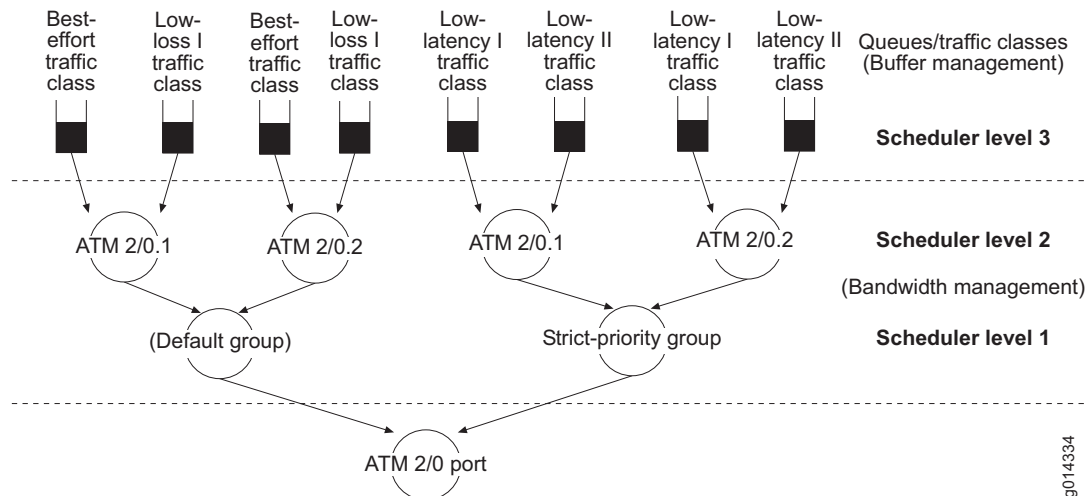 Best-
effort
traffic
class
Low-
loss I
traffic
class
Best-
effort
traffic
class
Low-
loss I
traffic
class
Low-
latency I
traffic
class
Low-
latency II
traffic
class
Low-
latency I
traffic
class
Low-
latency II
traffic
class
Queues/traffic classes
(Buffer management)
Scheduler level 3
ATM 2/0.1
ATM 2/0.2
ATM 2/0.1
ATM 2/0.2
Scheduler level 2
(Bandwidth management)
(Default group)
Strict-priority group
Scheduler level 1
ATM 2/0 port
g014334